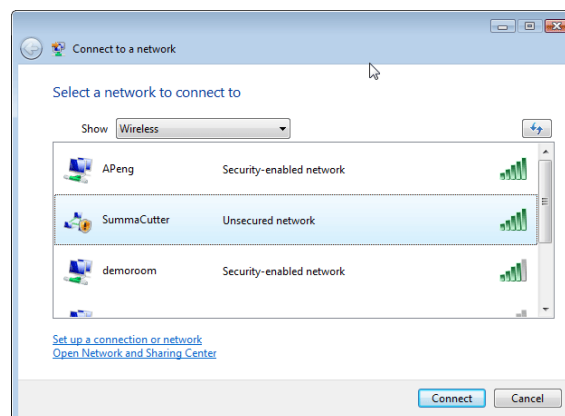 Connect to a network
Select a network to connect to
Show Wireless
APeng Security-enabled network
SummaCutter Unsecured network
demoroom Security-enabled network
Set up a connection or network
Open Network and Sharing Center
Connect Cancel